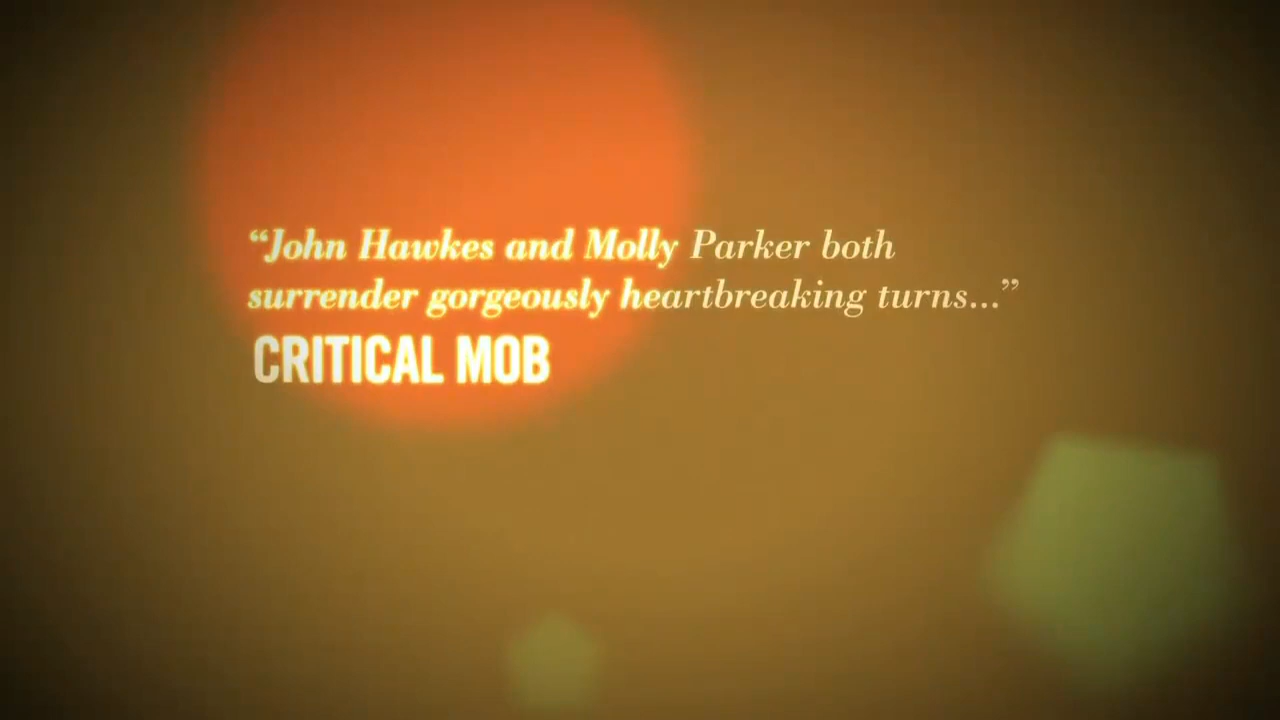 “John Hawkes and Molly Parker both
surrender gorgeously heartbreaking turns...”
CRITICAL MOB